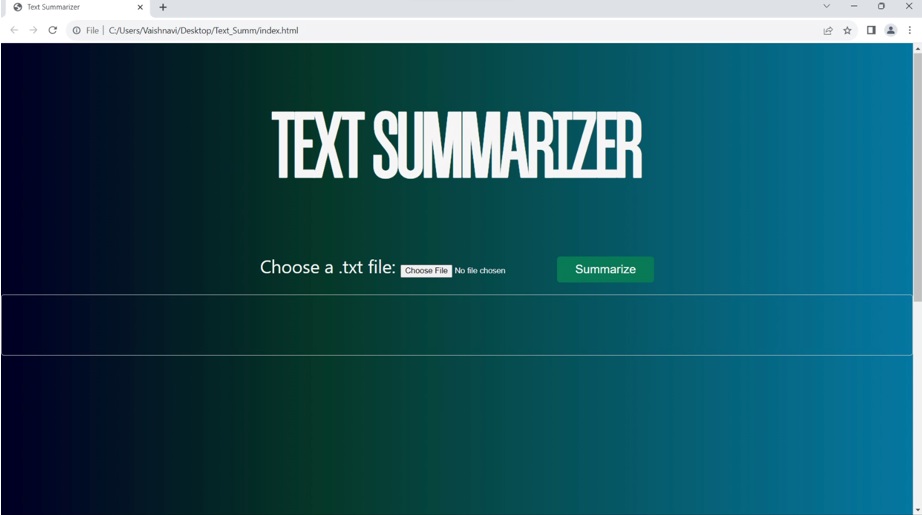 Text Summarizer
File | C:/Users/Vaishnavi/Desktop/Text_Summ/index.html
TEXT SUMMARIZER
Choose a .txt file: Choose File No file chosen Summarize